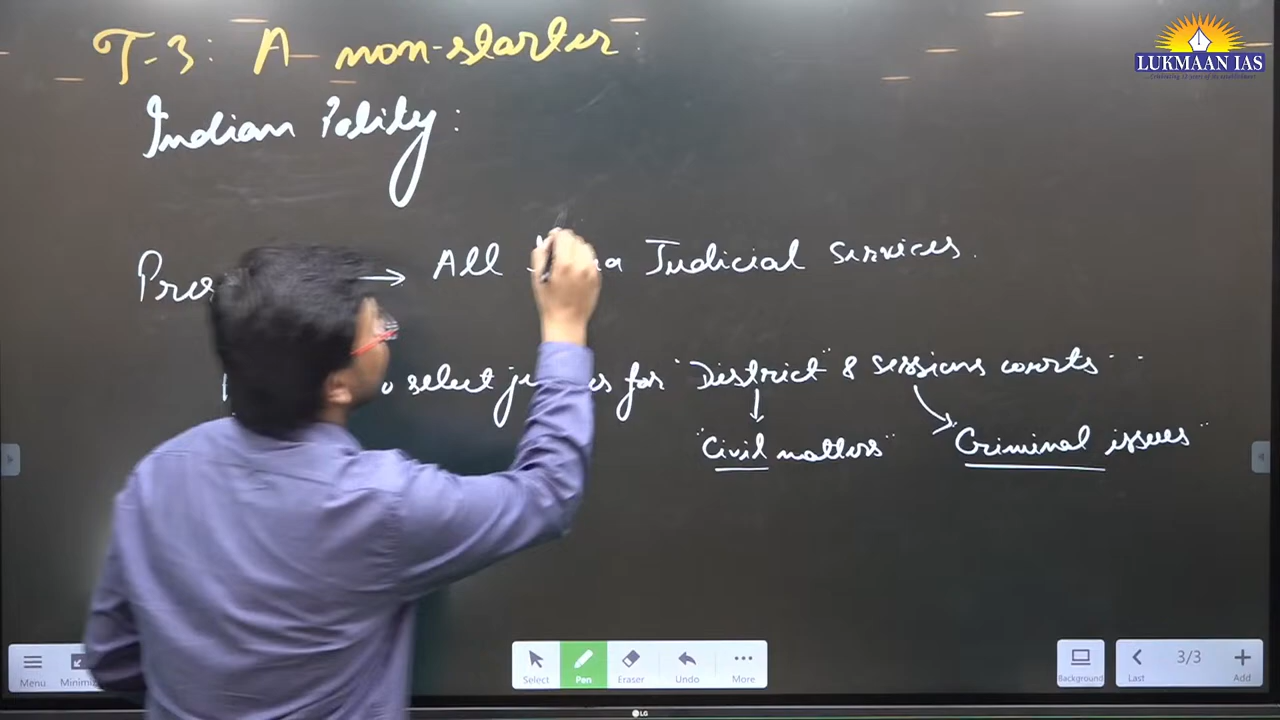 T-3: A non-starter:
Indian Polity:
→ All Judicial Services.
select for "District" & sessions courts...
"Civil matters" "Criminal issues"
LUKMAAN IAS
Menu
Select Pen Eraser Undo More
Background
Last 3/3 Add
LG